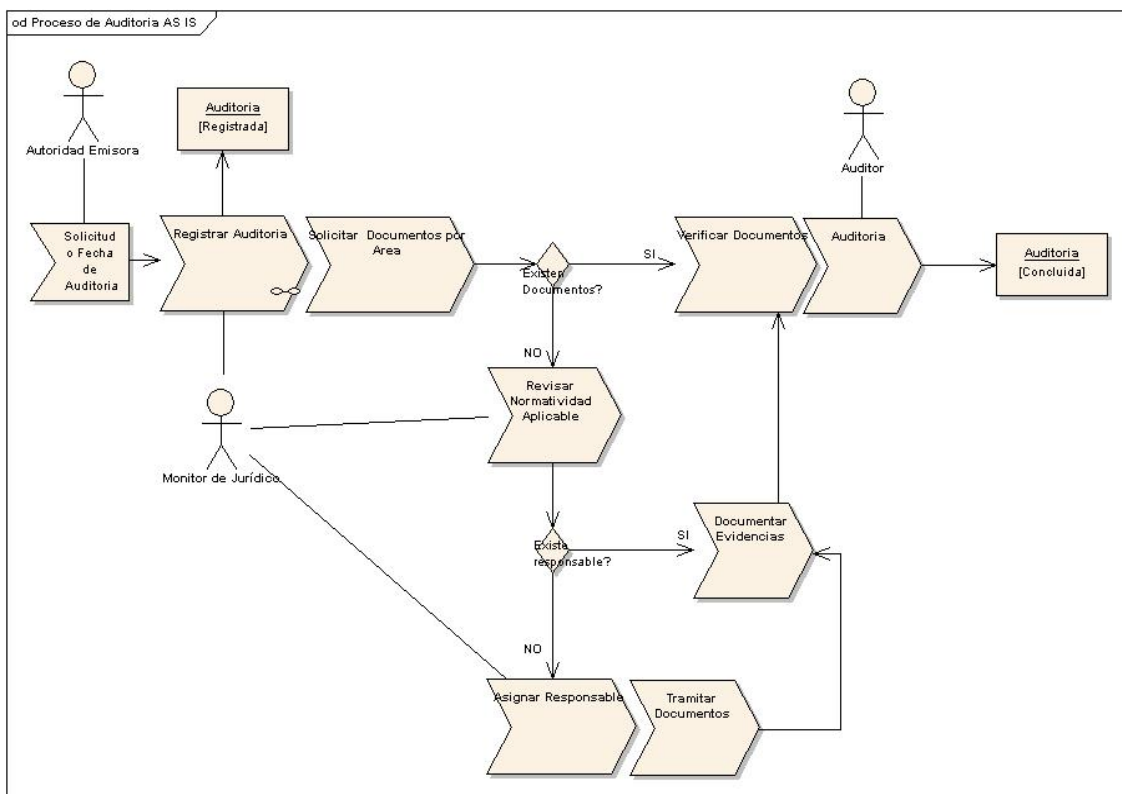 od Proceso de Auditoria AS IS
Autoridad Emisora
Auditoria
[Registrada]
Auditor
Solicitud
o Fecha
de
Auditoria
Registrar Auditoria
Solicitar Documentos por
Area
Existen
Documentos?
SI
Verificar Documentos
Auditoria
Auditoria
[Concluida]
NO
Revisar
Normatividad
Aplicable
Monitor de Jurídico
Existe
responsable?
SI
Documentar
Evidencias
NO
Asignar Responsable
Tramitar
Documentos